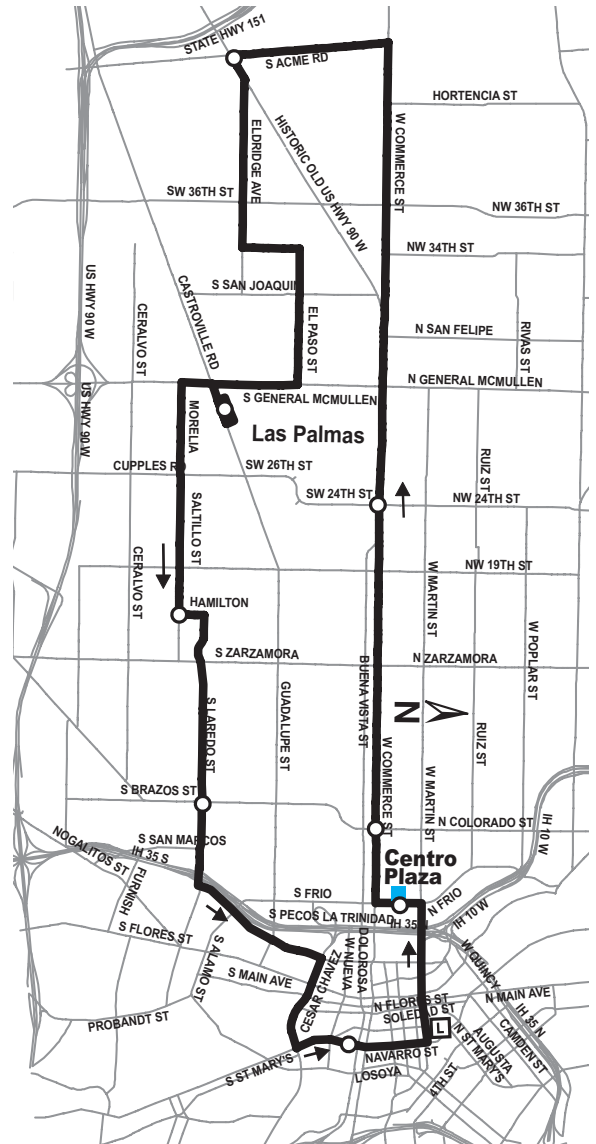 STATE HWY 151
S ACME RD
HORTENCIA ST
W COMMERCE ST
ELDRIDGE AVE
HISTORIC OLD US HWY 90 W
SW 36TH ST
NW 36TH ST
NW 34TH ST
US HWY 90 W
CASTROVILLE RD
S SAN JOAQUIN
CERALVO ST
EL PASO ST
N SAN FELIPE
RIVAS ST
N GENERAL MCMULLEN
S GENERAL MCMULLEN
US HWY 90 W
MORELIA
Las Palmas
CUPPLES RD
SW 26TH ST
RUIZ ST
SW 24TH ST
NW 24TH ST
SALTILLO ST
CERALVO ST
NW 19TH ST
W MARTIN ST
HAMILTON
S ZARZAMORA
N ZARZAMORA
W POPLAR ST
BUENA VISTA ST
GUADALUPE ST
S LAREDO ST
N
RUIZ ST
S BRAZOS ST
W COMMERCE ST
W MARTIN ST
N COLORADO ST
IH 10 W
S SAN MARCOS
NOGALITOS ST
IH 35 S
Centro
Plaza
FURNISH
S FRIO
N FRIO
S PECOS LA TRINIDAD
IH 35 N
IH 10 W
S FLORES ST
S ALAMO ST
CESAR CHAVEZ
W NUEVA
DOLOROSA
W QUINCY
S MAIN AVE
N FLORES ST
N MAIN AVE
SOLEDAD ST
IH 35 N
PROBANDT ST
L
N ST MARY'S
AUGUSTA
CAMDEN ST
S ST MARY'S
NAVARRO ST
LOSOYA
4TH ST